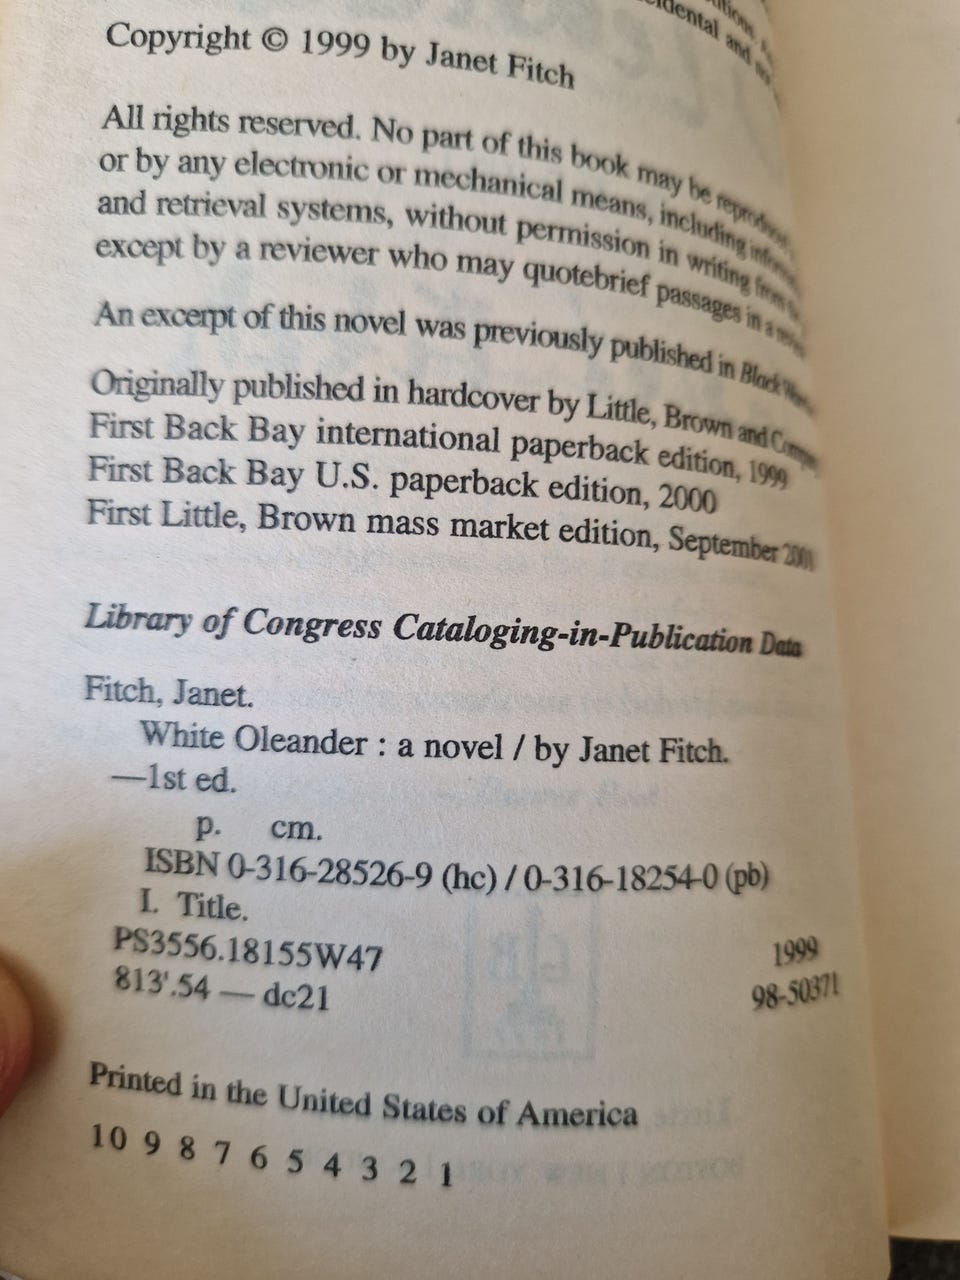 dental and
Copyright © 1999 by Janet Fitch
All rights reserved. No part of this book may be
or by any electronic or mechanical means, including
and retrieval systems, without permission in writing from
except by a reviewer who may quotebrief passages in a
An excerpt of this novel was previously published in Black
Originally published in hardcover by Little, Brown and
First Back Bay international paperback edition, 1999
First Back Bay U.S. paperback edition, 2000
First Little, Brown mass market edition, September 2001
Library of Congress Cataloging-in-Publication Data
Fitch, Janet.
White Oleander : a novel / by Janet Fitch.
—1st ed.
p. cm.
ISBN 0-316-28526-9 (hc) / 0-316-18254-0 (pb)
I. Title.
PS3556.18155W47 1999
813'.54 — dc21 98-50371
Printed in the United States of America
10 9 8 7 6 5 4 3 2 1